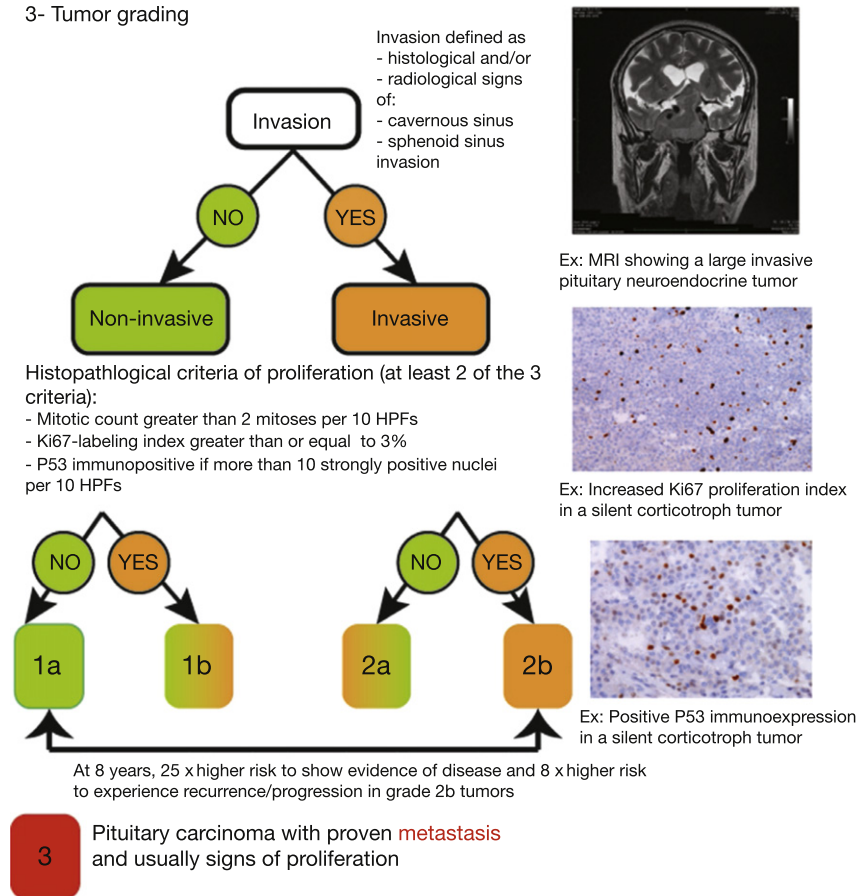 3- Tumor grading
Invasion defined as
- histological and/or
- radiological signs
of:
- cavernous sinus
- sphenoid sinus
invasion
Invasion
NO
YES
Non-invasive
Invasive
Ex: MRI showing a large invasive
pituitary neuroendocrine tumor
Histopathlogical criteria of proliferation (at least 2 of the 3
criteria):
- Mitotic count greater than 2 mitoses per 10 HPFs
- Ki67-labeling index greater than or equal to 3%
- P53 immunopositive if more than 10 strongly positive nuclei
per 10 HPFs
Ex: Increased Ki67 proliferation index
in a silent corticotroph tumor
NO
YES
NO
YES
1a
1b
2a
2b
Ex: Positive P53 immunoexpression
in a silent corticotroph tumor
At 8 years, 25 x higher risk to show evidence of disease and 8 x higher risk
to experience recurrence/progression in grade 2b tumors
3
Pituitary carcinoma with proven metastasis
and usually signs of proliferation